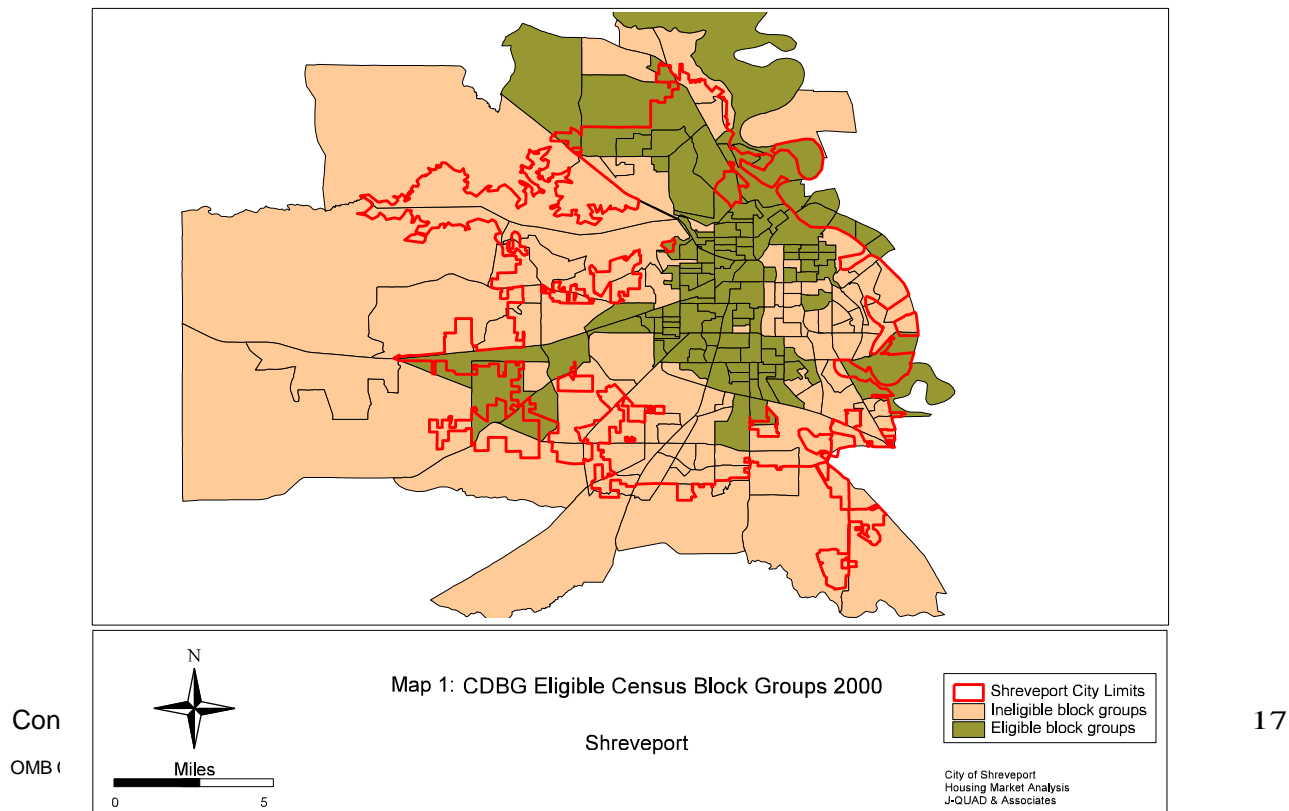 N
Map 1: CDBG Eligible Census Block Groups 2000
Shreveport
Miles
0 5
Shreveport City Limits
Ineligible block groups
Eligible block groups
City of Shreveport
Housing Market Analysis
J-QUAD & Associates
Con
OMB
17